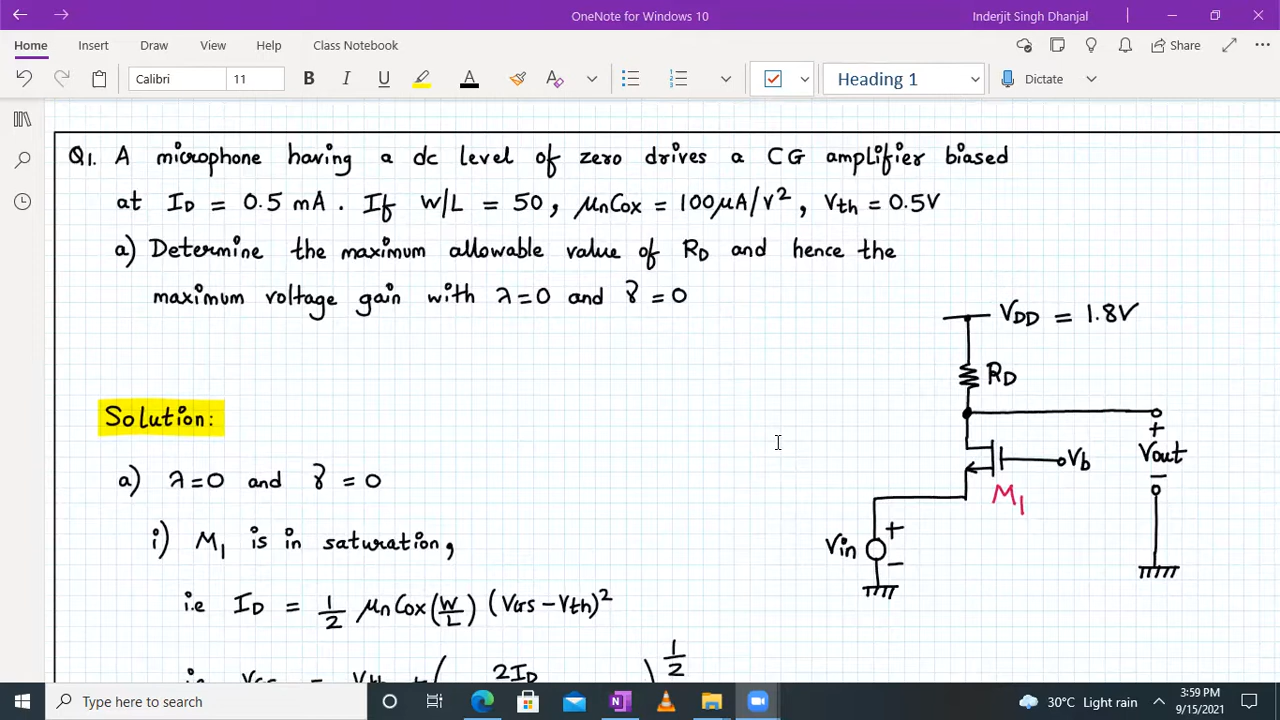 OneNote for Windows 10
Inderjit Singh Dhanjal
Home Insert Draw View Help Class Notebook
Share
Calibri 11 B I U A Heading 1 Dictate
Q1. A microphone having a dc level of zero drives a CG amplifier biased
at ID = 0.5 mA. If W/L = 50, μnCox = 100μA/V², Vth = 0.5V
a) Determine the maximum allowable value of RD and hence the
maximum voltage gain with λ=0 and γ=0
VDD = 1.8V
RD
Solution:
Vb
+
Vout
−
a) λ=0 and γ = 0
M1
i) M1 is in saturation,
Vin
+
−
i.e ID = 1/2 μnCox (W/L) (VGS − Vth)²
2ID
1/2
Type here to search
30°C Light rain
3:59 PM
9/15/2021